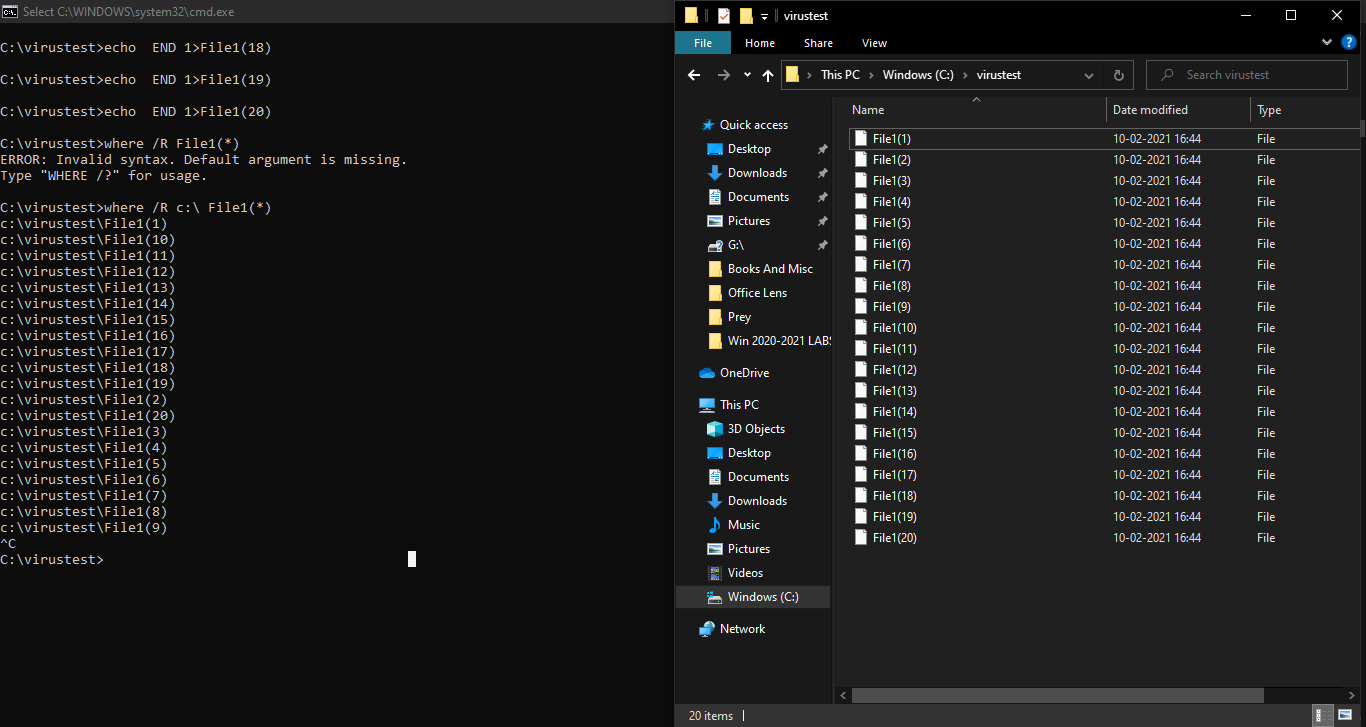 Select C:\WINDOWS\system32\cmd.exe
C:\virustest>echo  END 1>File1(18)
C:\virustest>echo  END 1>File1(19)
C:\virustest>echo  END 1>File1(20)
C:\virustest>where /R File1(*)
ERROR: Invalid syntax. Default argument is missing.
Type "WHERE /?" for usage.
C:\virustest>where /R c:\ File1(*)
c:\virustest\File1(1)
c:\virustest\File1(10)
c:\virustest\File1(11)
c:\virustest\File1(12)
c:\virustest\File1(13)
c:\virustest\File1(14)
c:\virustest\File1(15)
c:\virustest\File1(16)
c:\virustest\File1(17)
c:\virustest\File1(18)
c:\virustest\File1(19)
c:\virustest\File1(2)
c:\virustest\File1(20)
c:\virustest\File1(3)
c:\virustest\File1(4)
c:\virustest\File1(5)
c:\virustest\File1(6)
c:\virustest\File1(7)
c:\virustest\File1(8)
c:\virustest\File1(9)
^C
C:\virustest>
virustest
File Home Share View
This PC > Windows (C:) > virustest
Search virustest
Quick access
Desktop
Downloads
Documents
Pictures
G:\
Books And Misc
Office Lens
Prey
Win 2020-2021 LABS
OneDrive
This PC
3D Objects
Desktop
Documents
Downloads
Music
Pictures
Videos
Windows (C:)
Network
Name Date modified Type
File1(1) 10-02-2021 16:44 File
File1(2) 10-02-2021 16:44 File
File1(3) 10-02-2021 16:44 File
File1(4) 10-02-2021 16:44 File
File1(5) 10-02-2021 16:44 File
File1(6) 10-02-2021 16:44 File
File1(7) 10-02-2021 16:44 File
File1(8) 10-02-2021 16:44 File
File1(9) 10-02-2021 16:44 File
File1(10) 10-02-2021 16:44 File
File1(11) 10-02-2021 16:44 File
File1(12) 10-02-2021 16:44 File
File1(13) 10-02-2021 16:44 File
File1(14) 10-02-2021 16:44 File
File1(15) 10-02-2021 16:44 File
File1(16) 10-02-2021 16:44 File
File1(17) 10-02-2021 16:44 File
File1(18) 10-02-2021 16:44 File
File1(19) 10-02-2021 16:44 File
File1(20) 10-02-2021 16:44 File
20 items